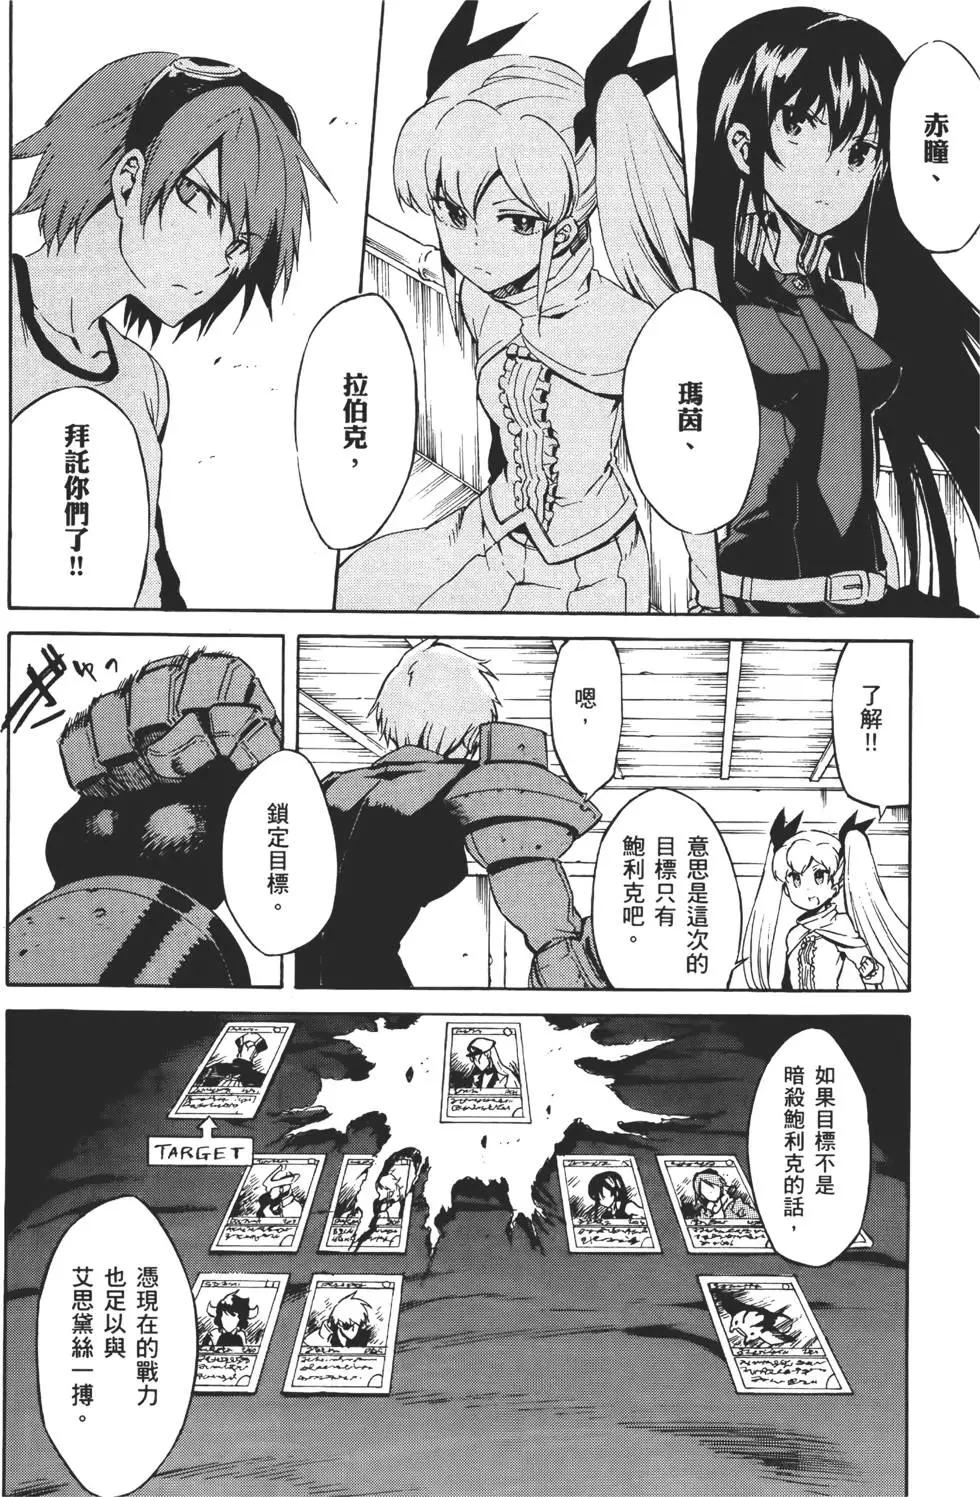 赤瞳、
瑪茵、
拉伯克，
拜託你們了!!
了解!!
嗯，
意思是這次的
目標只有
鮑利克吧。
鎖定目標。
如果目標不是
暗殺鮑利克的話，
TARGET
憑現在的戰力
也足以與
艾思黛絲一搏。